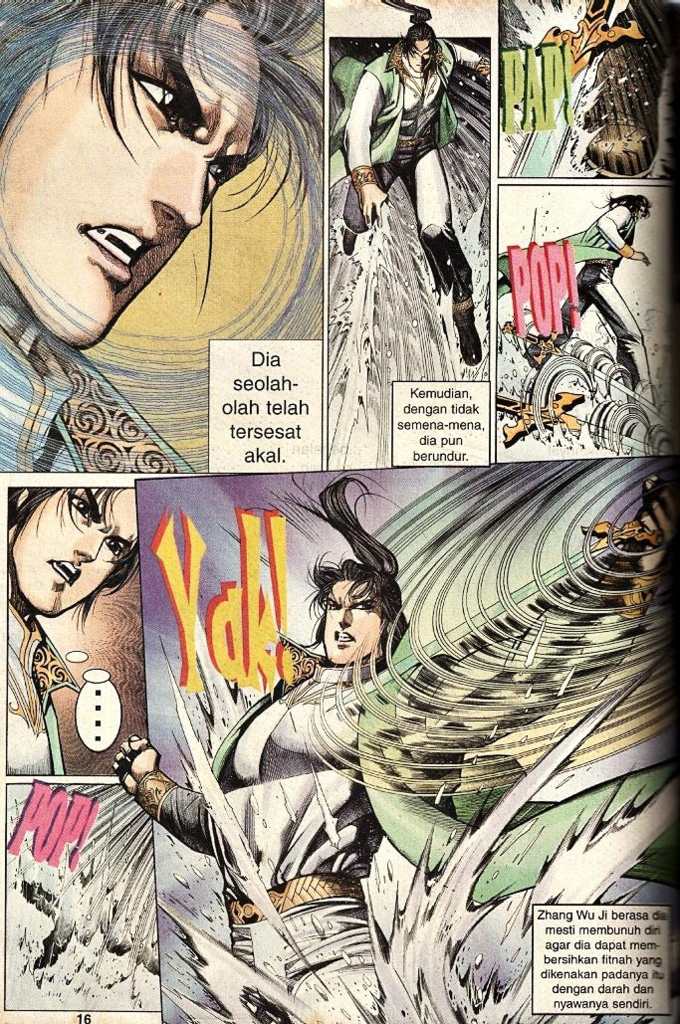 Dia
seolah-
olah telah
tersesat
akal.
Kemudian,
dengan tidak
semena-mena,
dia pun
berundur.
PAP!
POP!
....
Yak!
POP!
Zhang Wu Ji berasa dia
mesti membunuh diri
agar dia dapat mem-
bersihkan fitnah yang
dikenakan padanya itu
dengan darah dan
nyawanya sendiri.
16